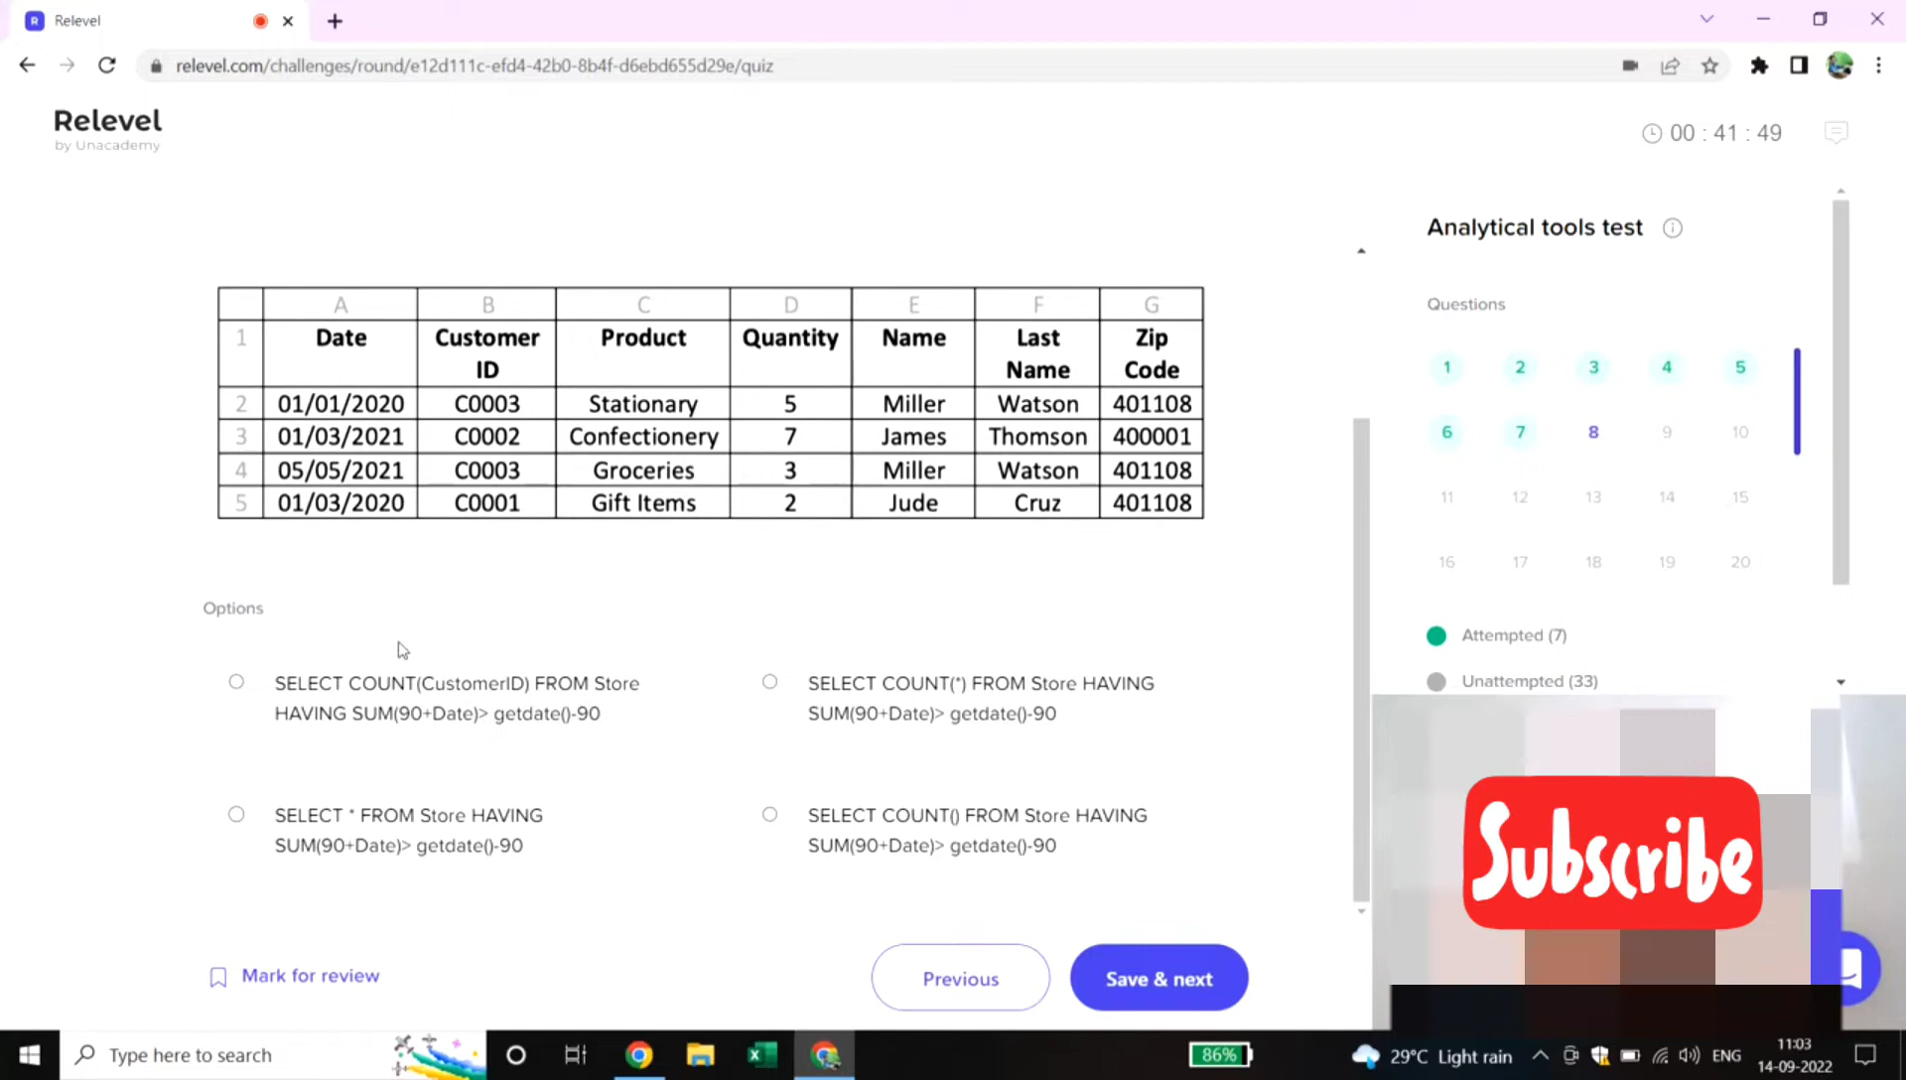 Relevel
relevel.com/challenges/round/e12d111c-efd4-42b0-8b4f-d6ebd655d29e/quiz
Relevel
by Unacademy
00 : 41 : 49
A B C D E F G
1 Date Customer ID Product Quantity Name Last Name Zip Code
2 01/01/2020 C0003 Stationary 5 Miller Watson 401108
3 01/03/2021 C0002 Confectionery 7 James Thomson 400001
4 05/05/2021 C0003 Groceries 3 Miller Watson 401108
5 01/03/2020 C0001 Gift Items 2 Jude Cruz 401108
Options
SELECT COUNT(CustomerID) FROM Store
HAVING SUM(90+Date)> getdate()-90
SELECT COUNT(*) FROM Store HAVING
SUM(90+Date)> getdate()-90
SELECT * FROM Store HAVING
SUM(90+Date)> getdate()-90
SELECT COUNT() FROM Store HAVING
SUM(90+Date)> getdate()-90
Mark for review
Previous
Save & next
Analytical tools test
Questions
1 2 3 4 5
6 7 8 9 10
11 12 13 14 15
16 17 18 19 20
Attempted (7)
Unattempted (33)
Subscribe
Type here to search
86%
29°C Light rain
ENG
11:03
14-09-2022